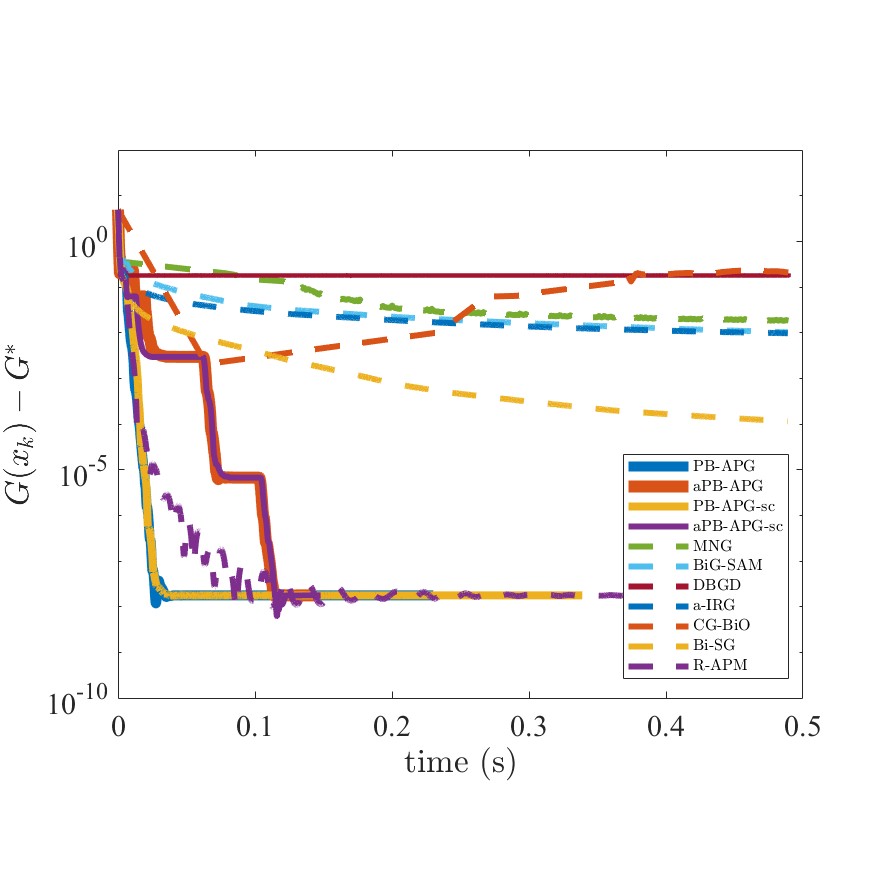 10^0
10^-5
10^-10
G(x_k) − G*
0 0.1 0.2 0.3 0.4 0.5
time (s)
PB-APG
aPB-APG
PB-APG-sc
aPB-APG-sc
MNG
BiG-SAM
DBGD
a-IRG
CG-BiO
Bi-SG
R-APM